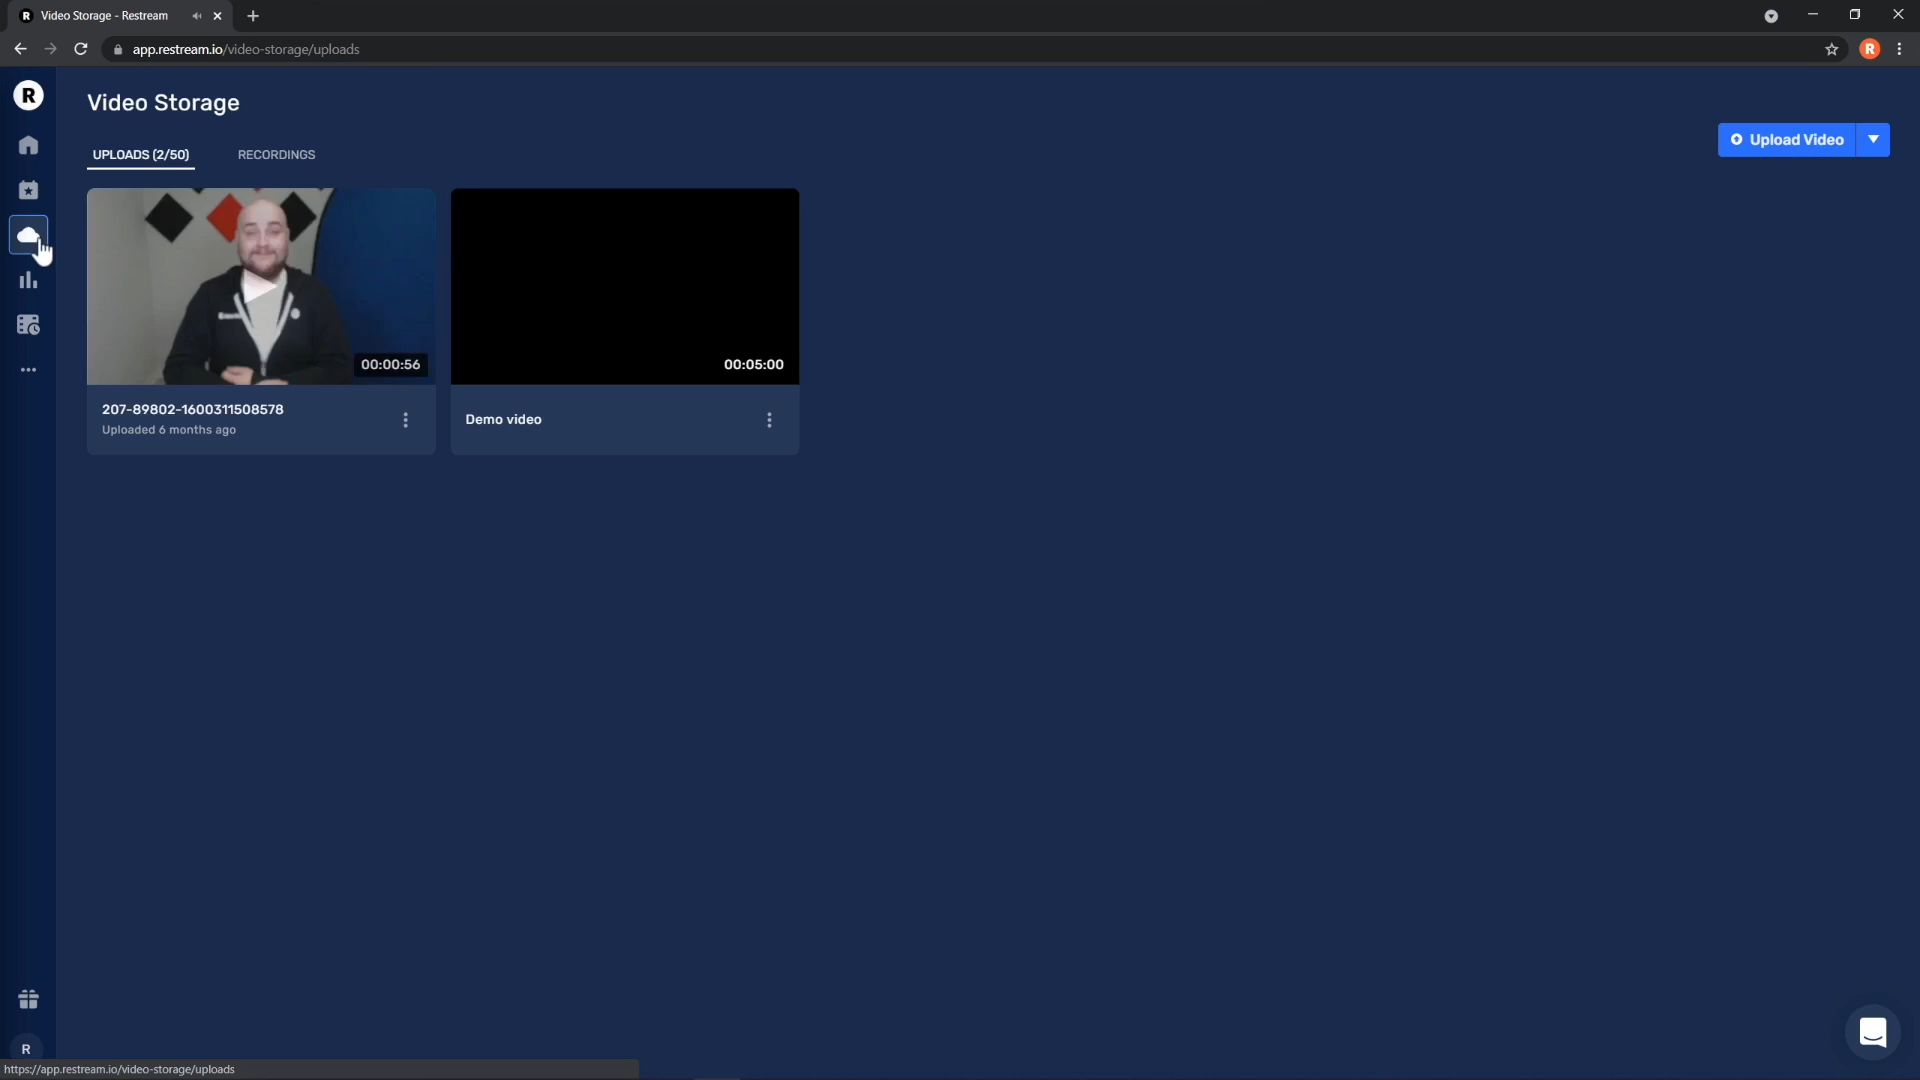 R Video Storage - Restream
app.restream.io/video-storage/uploads
R
R
Video Storage
UPLOADS (2/50)
RECORDINGS
Upload Video
00:00:56
00:05:00
207-89802-1600311508578
Uploaded 6 months ago
Demo video
R
https://app.restream.io/video-storage/uploads